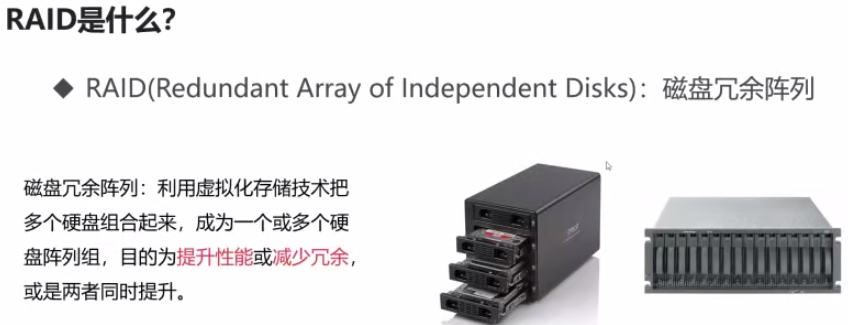 RAID是什么？
◆ RAID(Redundant Array of Independent Disks)：磁盘冗余阵列
磁盘冗余阵列：利用虚拟化存储技术把
多个硬盘组合起来，成为一个或多个硬
盘阵列组，目的为提升性能或减少冗余，
或是两者同时提升。